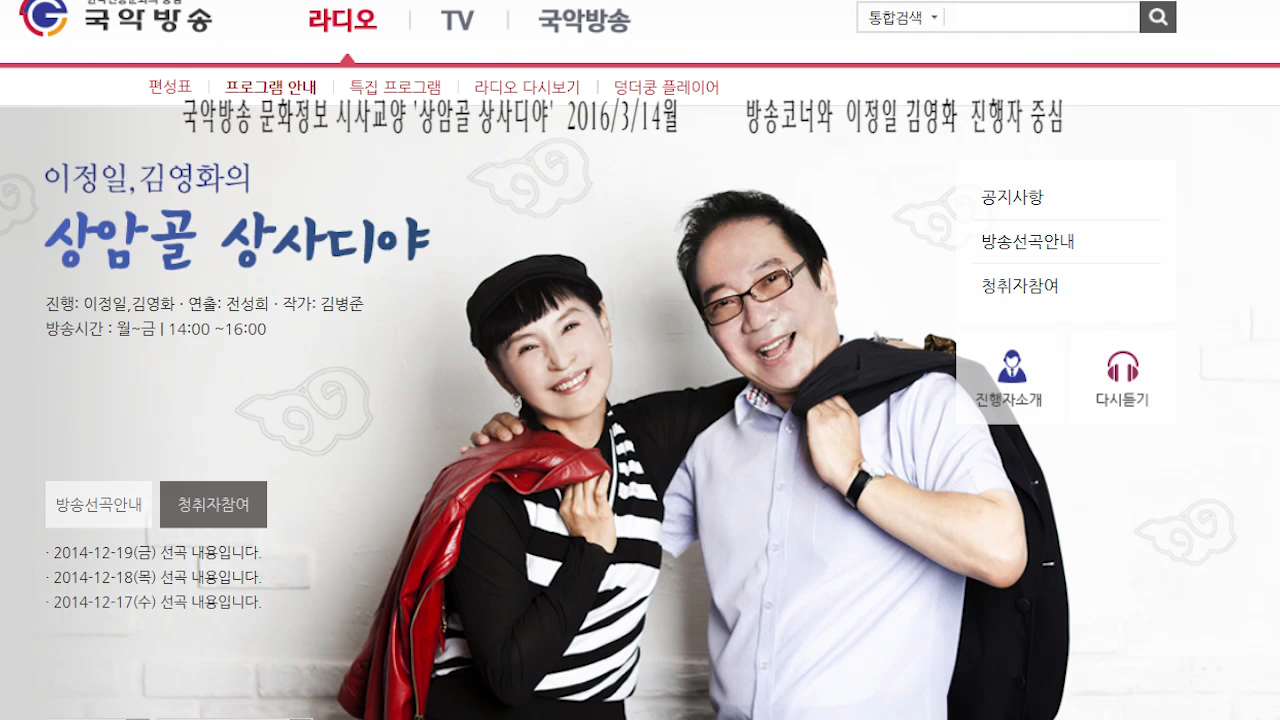 국악방송
라디오 | TV | 국악방송
통합검색
편성표 | 프로그램 안내 | 특집 프로그램 | 라디오 다시보기 | 덩더쿵 플레이어
국악방송 문화정보 시사교양 '상암골 상사디야' 2016/3/14월 방송코너와 이정일 김영화 진행자 중심
이정일,김영화의
상암골 상사디야
진행: 이정일,김영화 · 연출: 전성희 · 작가: 김병준
방송시간 : 월~금 | 14:00 ~16:00
공지사항
방송선곡안내
청취자참여
진행자소개 다시듣기
방송선곡안내 청취자참여
· 2014-12-19(금) 선곡 내용입니다.
· 2014-12-18(목) 선곡 내용입니다.
· 2014-12-17(수) 선곡 내용입니다.